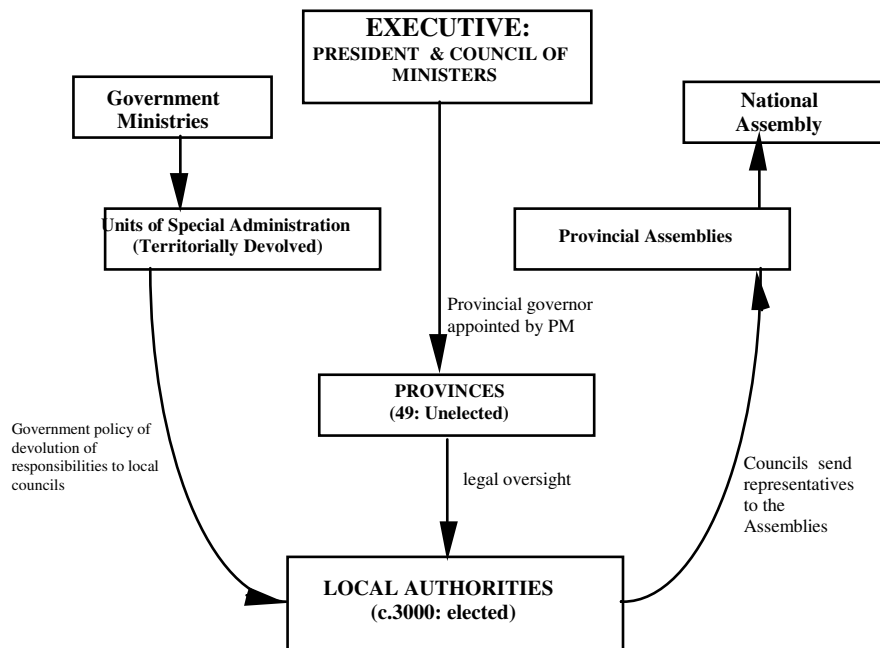 EXECUTIVE:
PRESIDENT & COUNCIL OF
MINISTERS
Government
Ministries
National
Assembly
Units of Special Administration
(Territorially Devolved)
Provincial Assemblies
Provincial governor
appointed by PM
PROVINCES
(49: Unelected)
Government policy of
devolution of
responsibilities to local
councils
legal oversight
Councils send
representatives
to the
Assemblies
LOCAL AUTHORITIES
(c.3000: elected)